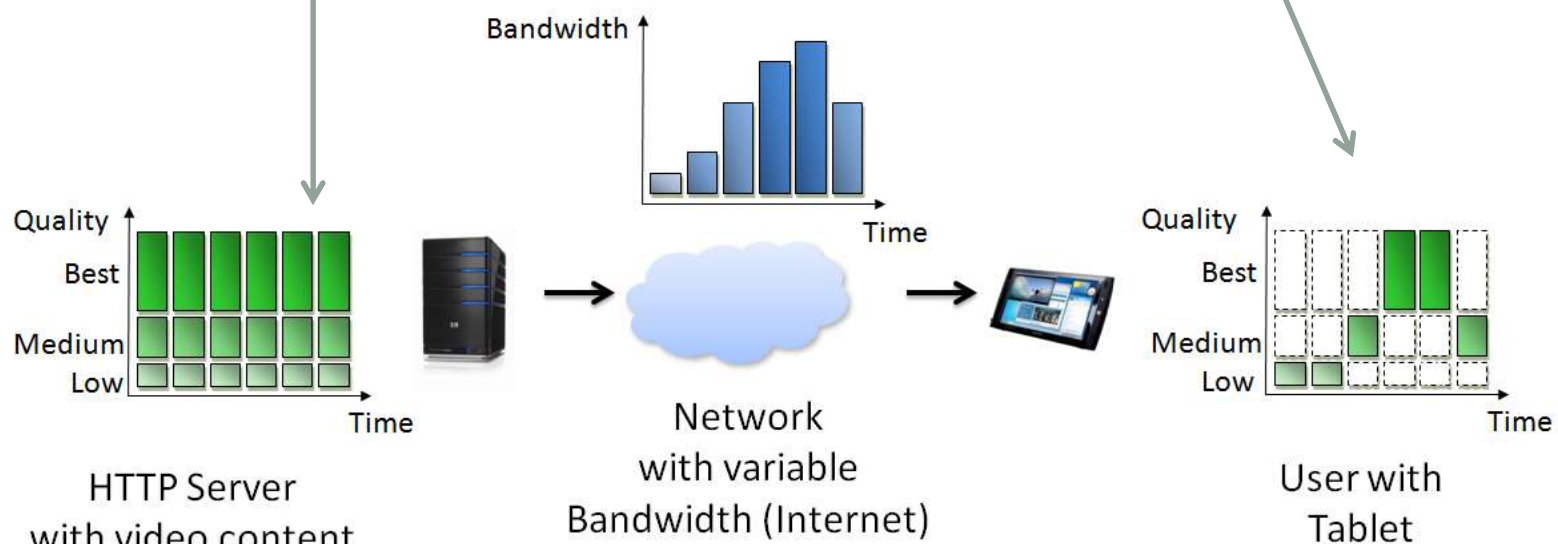 Bandwidth
Time
Quality
Best
Medium
Low
Time
HTTP Server
with video content
Network
with variable
Bandwidth (Internet)
Quality
Best
Medium
Low
Time
User with
Tablet